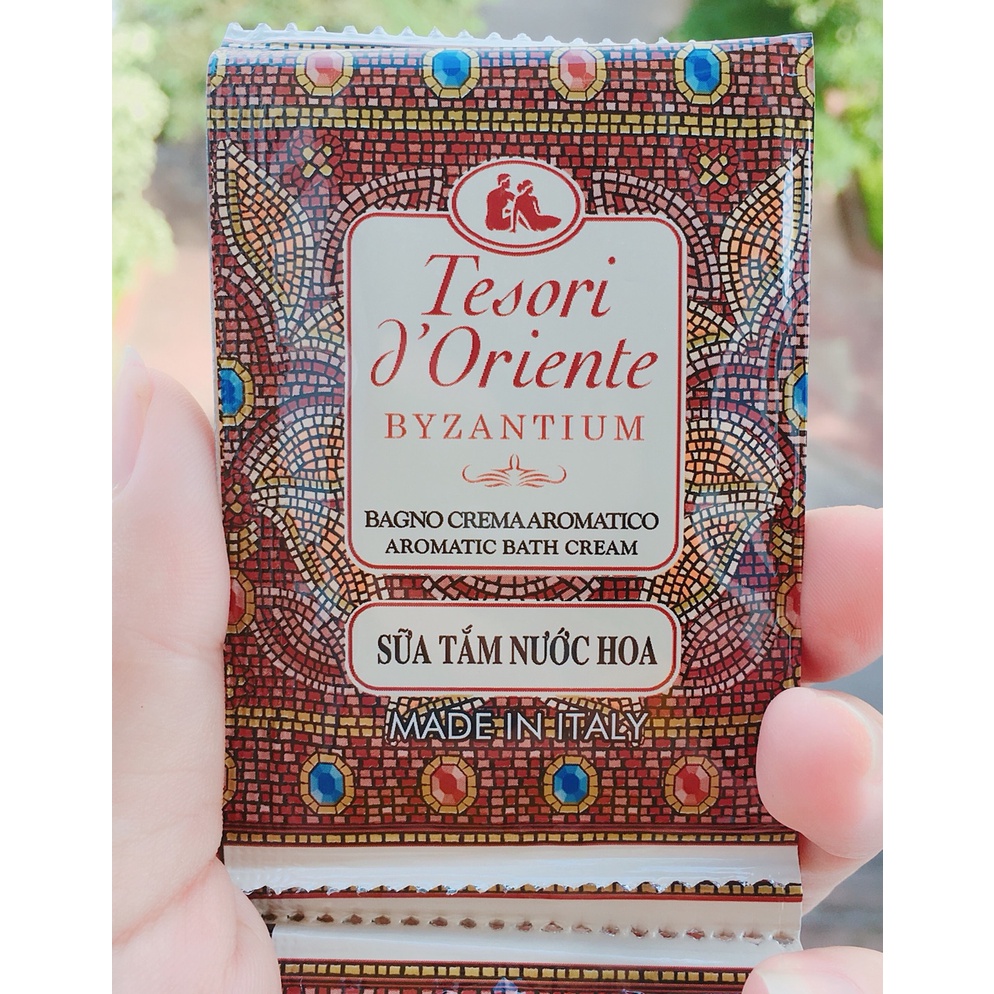 Tesori
d'Oriente
BYZANTIUM
BAGNO CREMA AROMATICO
AROMATIC BATH CREAM
SỮA TẮM NƯỚC HOA
MADE IN ITALY